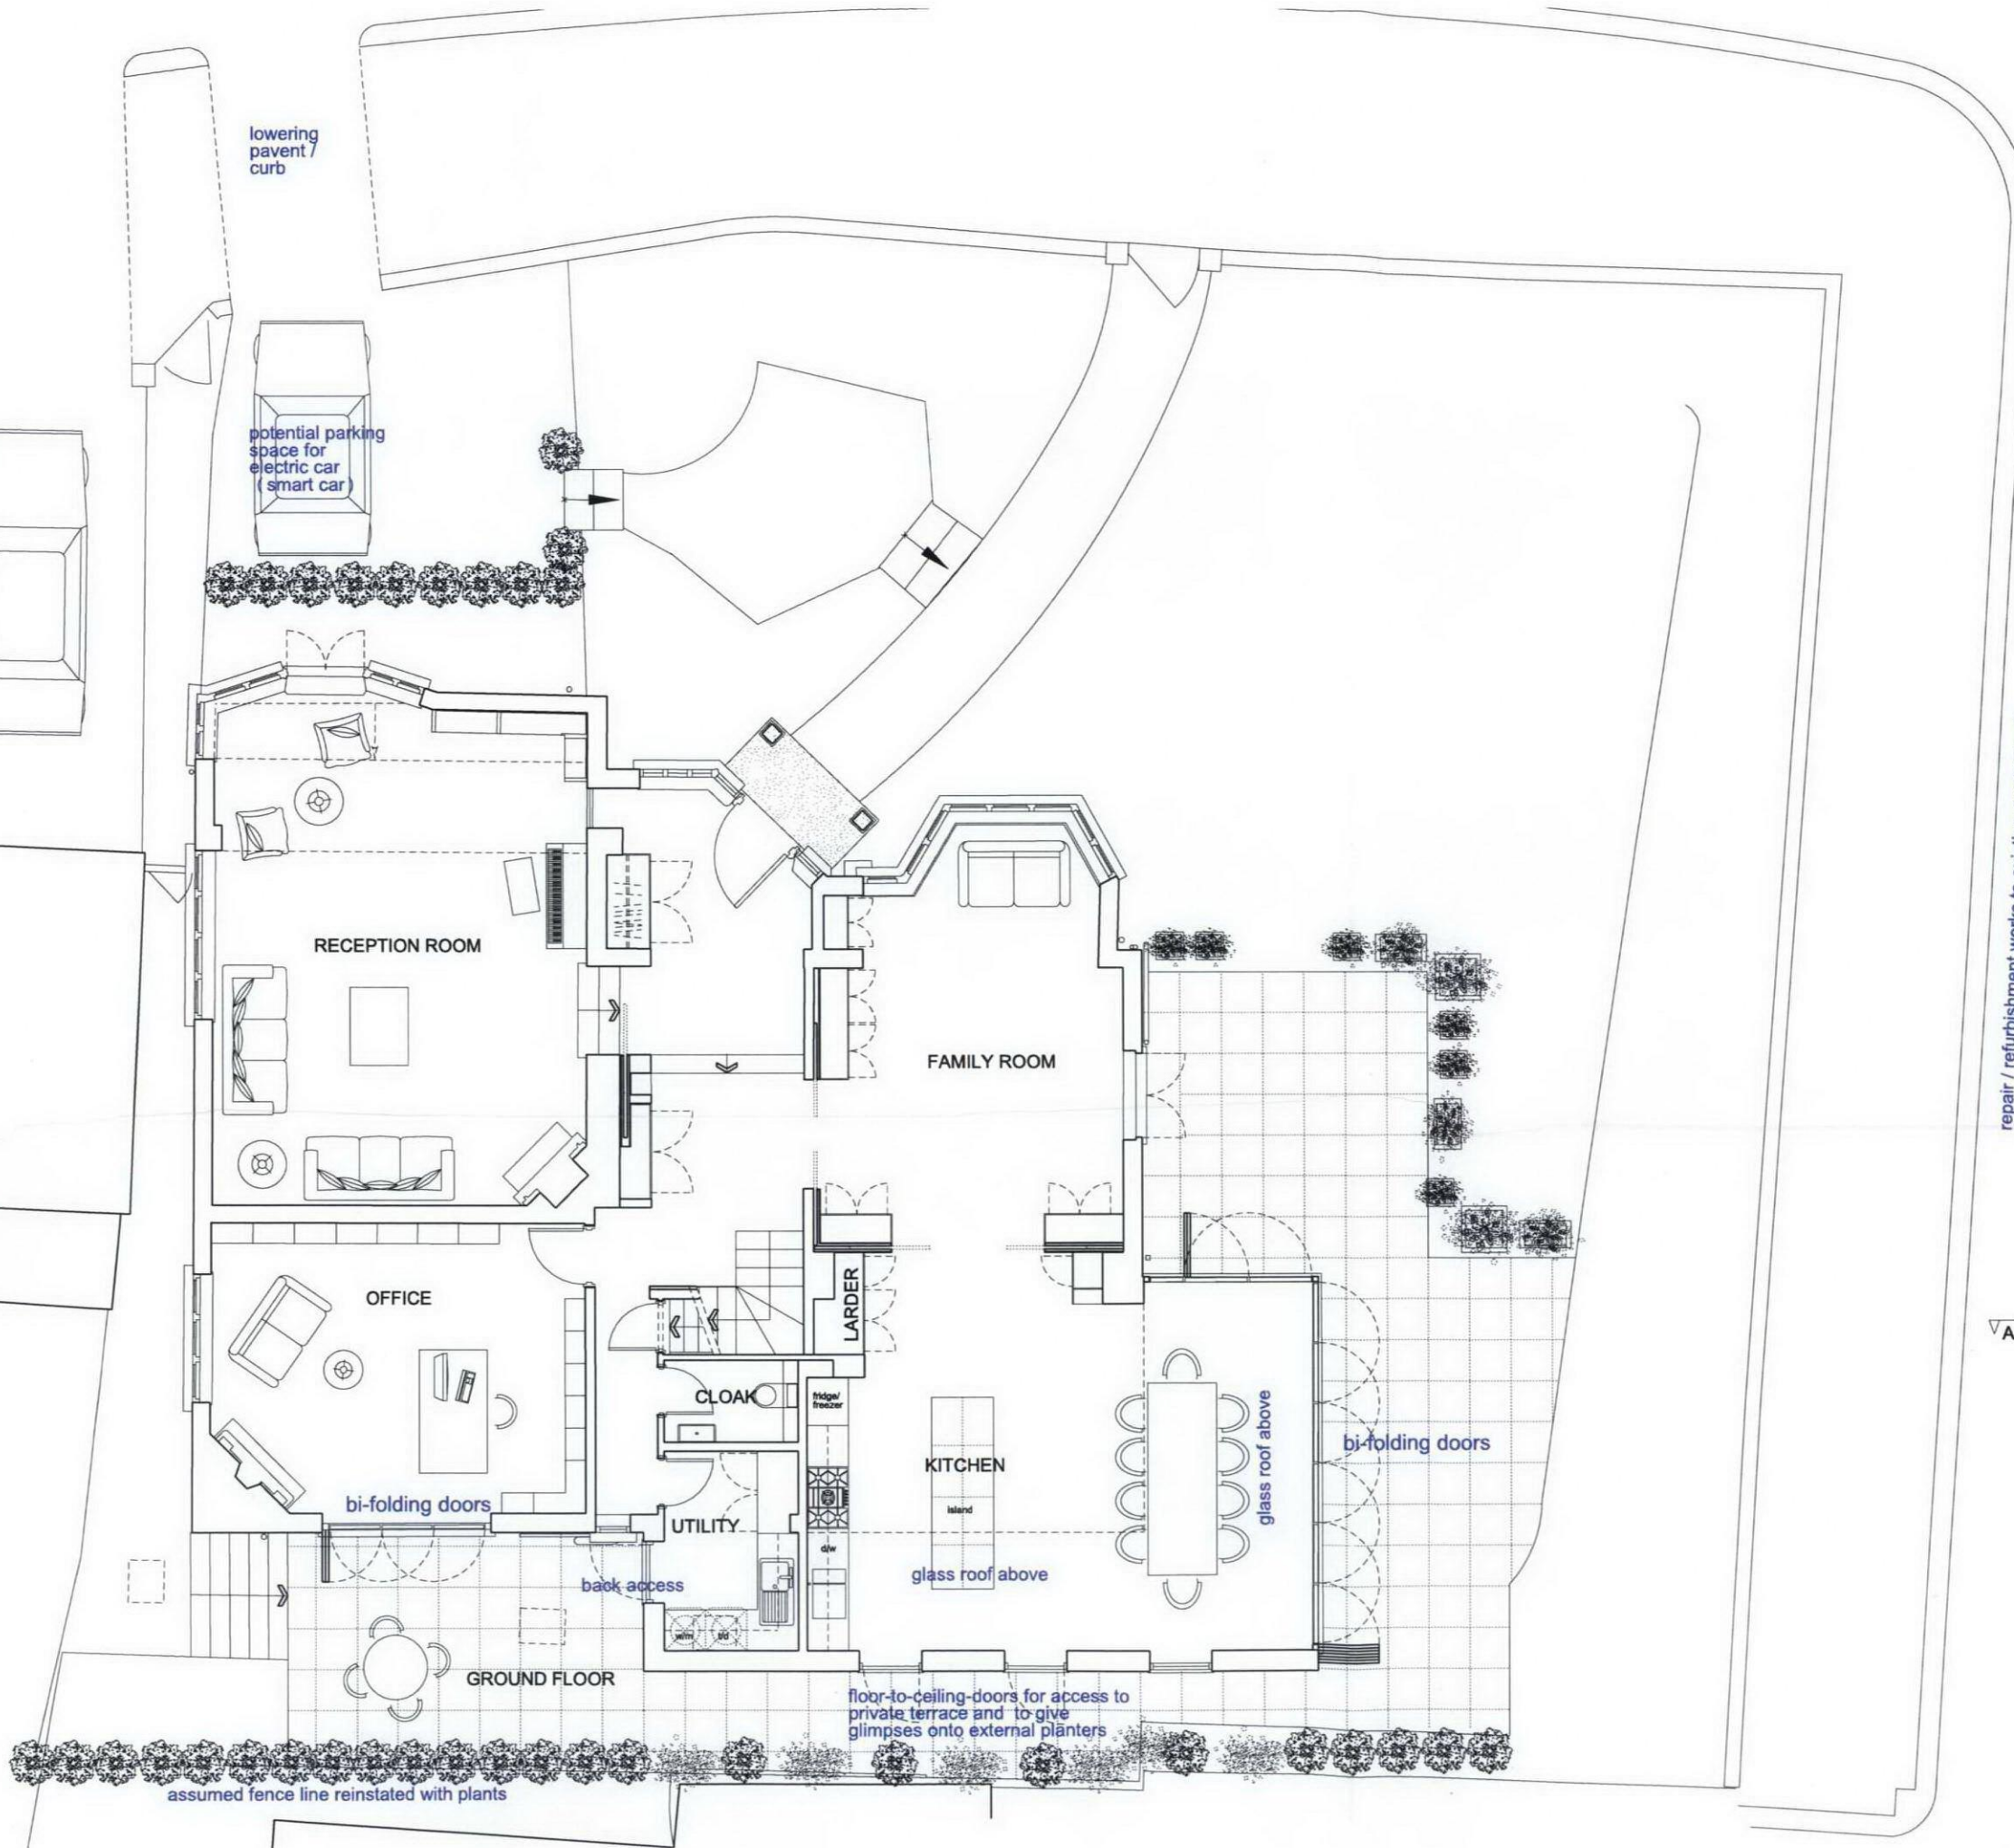 lowering
pavent /
curb
potential parking
space for
electric car
( smart car )
RECEPTION ROOM
FAMILY ROOM
repair / refurbishment works to
OFFICE
LARDER
A
CLOAK
fridge/
freezer
KITCHEN
island
glass roof above
bi-folding doors
bi-folding doors
UTILITY
d/w
glass roof above
back access
w/m
t/d
GROUND FLOOR
floor-to-ceiling-doors for access to
private terrace and to give
glimpses onto external planters
assumed fence line reinstated with plants